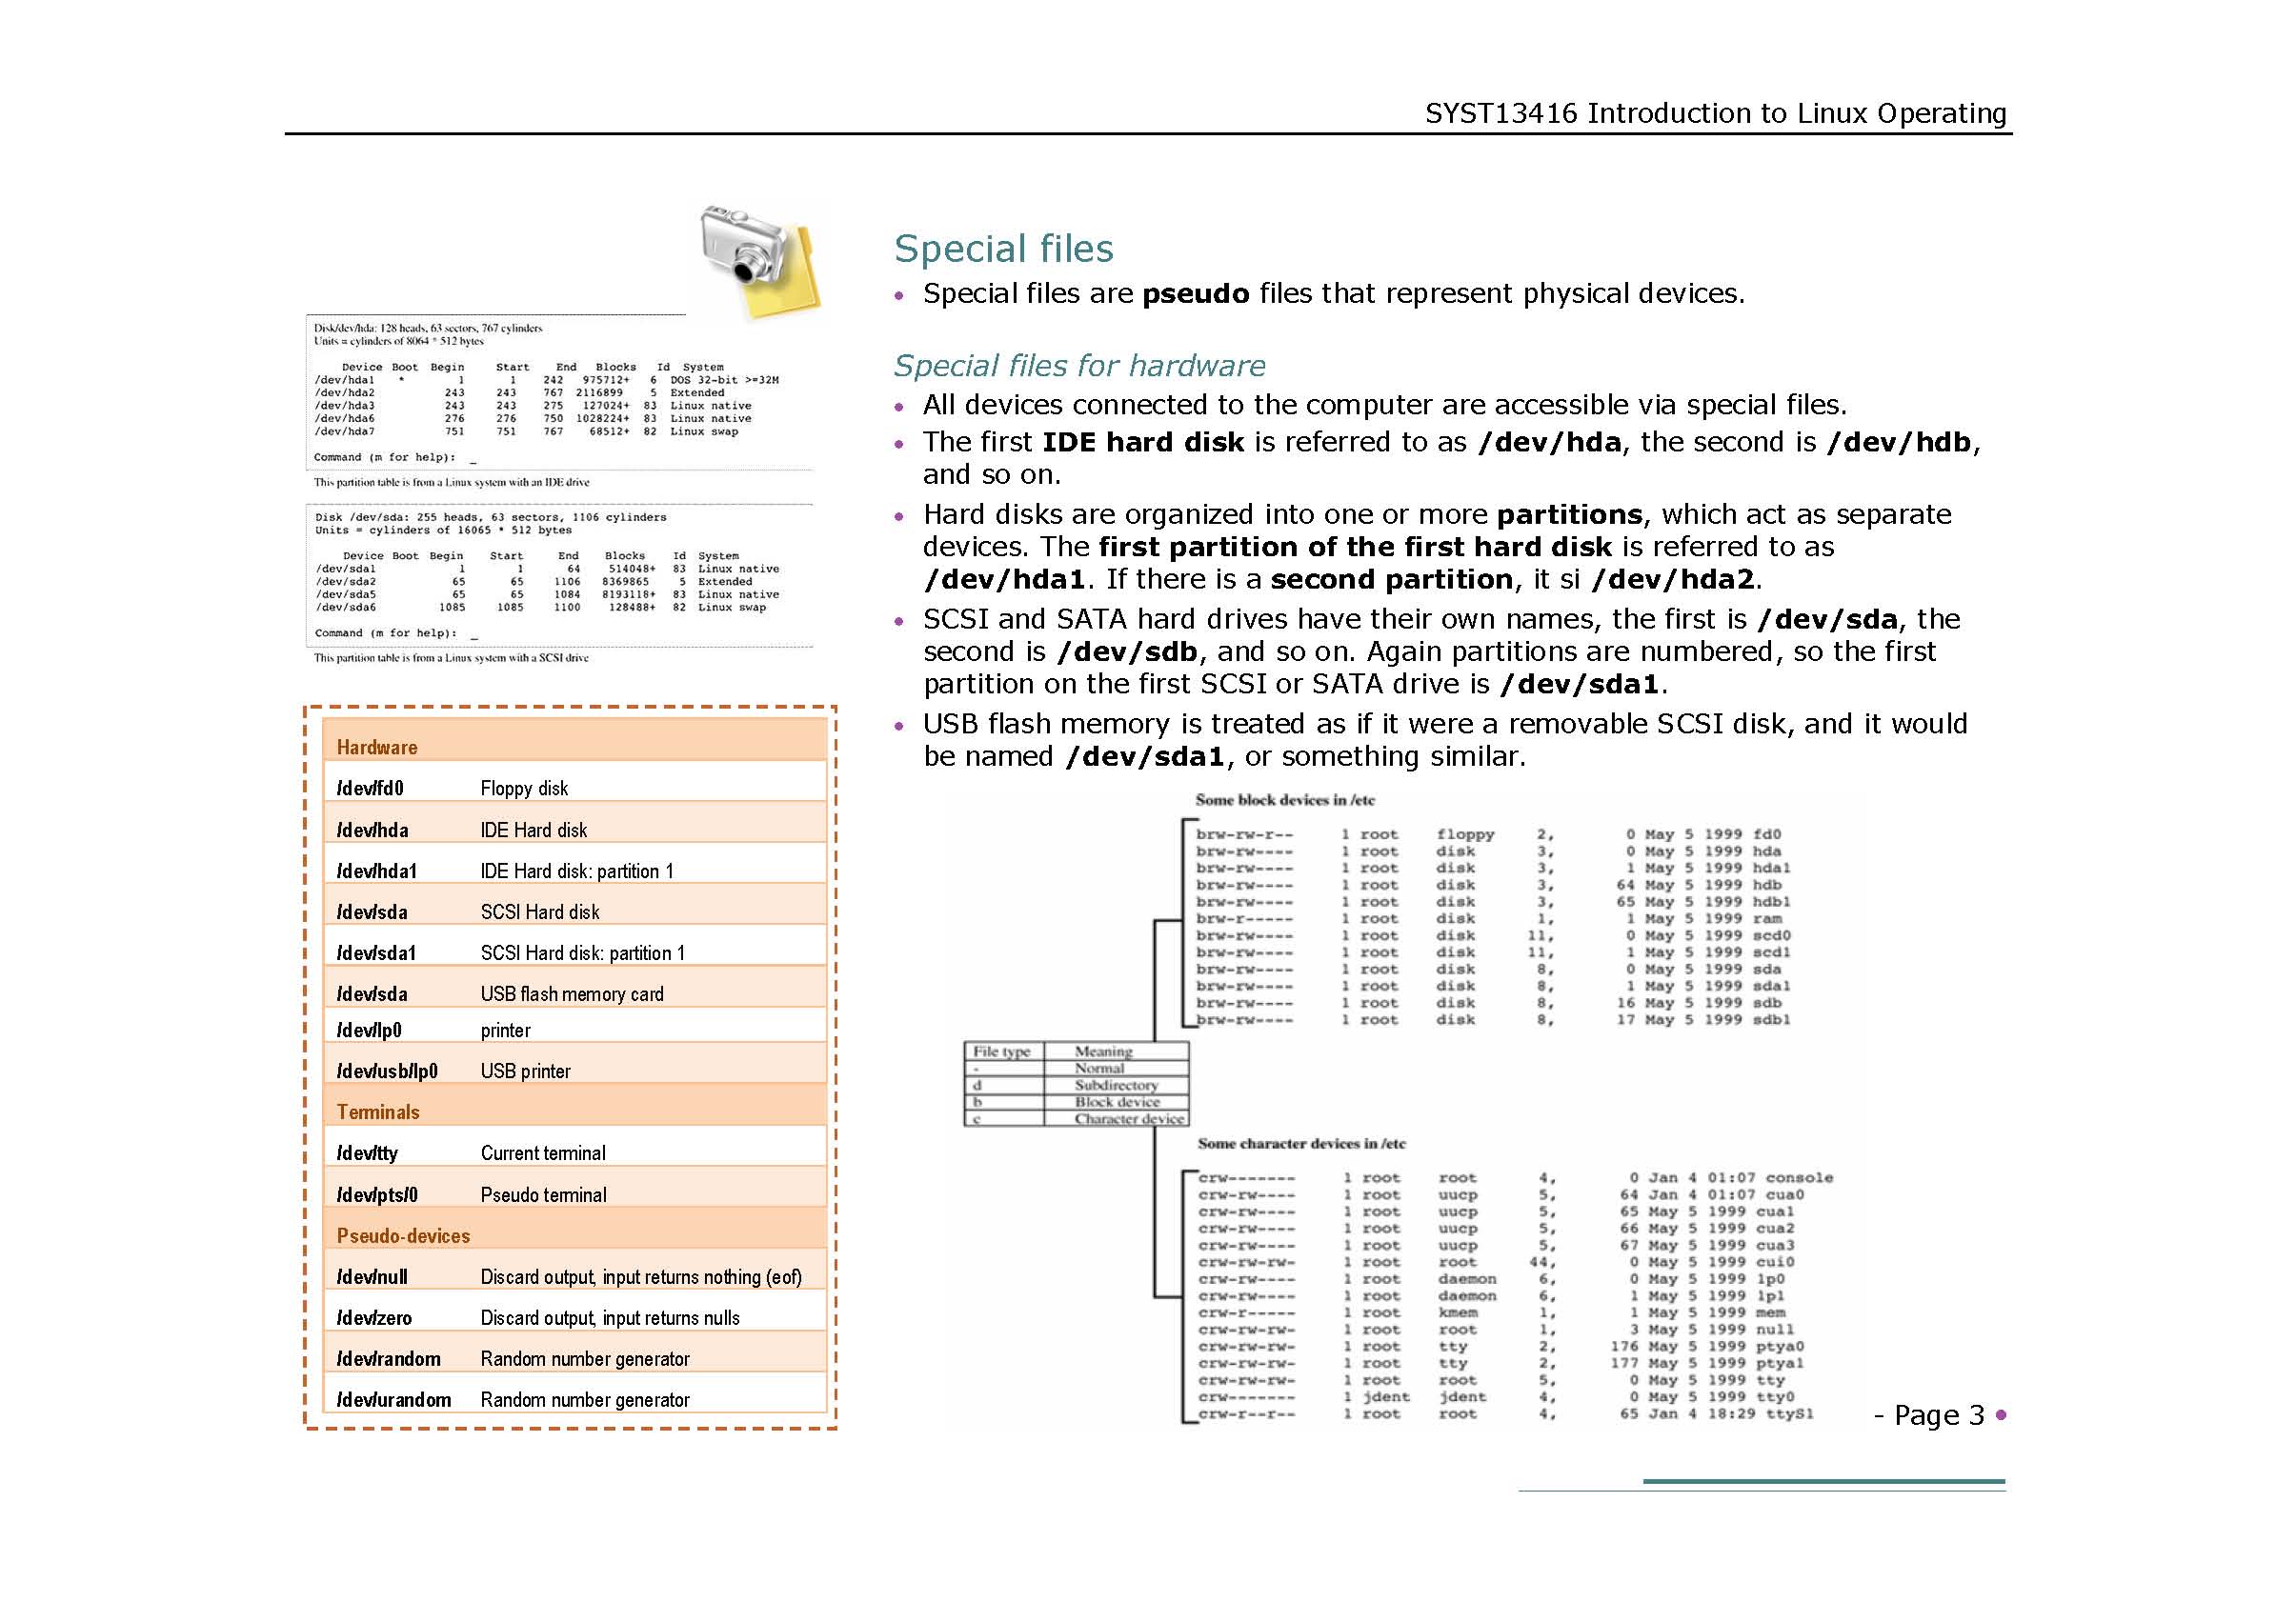 SYST13416 Introduction to Linux Operating
Disk/dev/hda: 128 heads, 63 sectors, 767 cylinders
Units = cylinders of 8064 * 512 bytes
Device Boot Begin Start End Blocks Id System
/dev/hda1 * 1 1 242 975712+ 6 DOS 32-bit >=32M
/dev/hda2 243 243 767 2116899 5 Extended
/dev/hda3 243 243 275 127024+ 83 Linux native
/dev/hda6 276 276 750 1028224+ 83 Linux native
/dev/hda7 751 751 767 68512+ 82 Linux swap
Command (m for help): _
This partition table is from a Linux system with an IDE drive
Disk /dev/sda: 255 heads, 63 sectors, 1106 cylinders
Units = cylinders of 16065 * 512 bytes
Device Boot Begin Start End Blocks Id System
/dev/sda1 1 1 64 514048+ 83 Linux native
/dev/sda2 65 65 1106 8369865 5 Extended
/dev/sda5 65 65 1084 8193118+ 83 Linux native
/dev/sda6 1085 1085 1100 128488+ 82 Linux swap
Command (m for help): _
This partition table is from a Linux system with a SCSI drive
Hardware
/dev/fd0 Floppy disk
/dev/hda IDE Hard disk
/dev/hda1 IDE Hard disk: partition 1
/dev/sda SCSI Hard disk
/dev/sda1 SCSI Hard disk: partition 1
/dev/sda USB flash memory card
/dev/lp0 printer
/dev/usb/lp0 USB printer
Terminals
/dev/tty Current terminal
/dev/pts/0 Pseudo terminal
Pseudo-devices
/dev/null Discard output, input returns nothing (eof)
/dev/zero Discard output, input returns nulls
/dev/random Random number generator
/dev/urandom Random number generator
Special files
• Special files are pseudo files that represent physical devices.
Special files for hardware
• All devices connected to the computer are accessible via special files.
• The first IDE hard disk is referred to as /dev/hda, the second is /dev/hdb,
and so on.
• Hard disks are organized into one or more partitions, which act as separate
devices. The first partition of the first hard disk is referred to as
/dev/hda1. If there is a second partition, it si /dev/hda2.
• SCSI and SATA hard drives have their own names, the first is /dev/sda, the
second is /dev/sdb, and so on. Again partitions are numbered, so the first
partition on the first SCSI or SATA drive is /dev/sda1.
• USB flash memory is treated as if it were a removable SCSI disk, and it would
be named /dev/sda1, or something similar.
Some block devices in /etc
brw-rw-r-- 1 root floppy 2, 0 May 5 1999 fd0
brw-rw---- 1 root disk 3, 0 May 5 1999 hda
brw-rw---- 1 root disk 3, 1 May 5 1999 hda1
brw-rw---- 1 root disk 3, 64 May 5 1999 hdb
brw-rw---- 1 root disk 3, 65 May 5 1999 hdb1
brw-r----- 1 root disk 1, 1 May 5 1999 ram
brw-rw---- 1 root disk 11, 0 May 5 1999 scd0
brw-rw---- 1 root disk 11, 1 May 5 1999 scd1
brw-rw---- 1 root disk 8, 0 May 5 1999 sda
brw-rw---- 1 root disk 8, 1 May 5 1999 sda1
brw-rw---- 1 root disk 8, 16 May 5 1999 sdb
brw-rw---- 1 root disk 8, 17 May 5 1999 sdb1
File type Meaning
- Normal
d Subdirectory
b Block device
c Character device
Some character devices in /etc
crw------- 1 root root 4, 0 Jan 4 01:07 console
crw-rw---- 1 root uucp 5, 64 Jan 4 01:07 cua0
crw-rw---- 1 root uucp 5, 65 May 5 1999 cua1
crw-rw---- 1 root uucp 5, 66 May 5 1999 cua2
crw-rw---- 1 root uucp 5, 67 May 5 1999 cua3
crw-rw-rw- 1 root root 44, 0 May 5 1999 cui0
crw-rw---- 1 root daemon 6, 0 May 5 1999 lp0
crw-rw---- 1 root daemon 6, 1 May 5 1999 lp1
crw-r----- 1 root kmem 1, 1 May 5 1999 mem
crw-rw-rw- 1 root root 1, 3 May 5 1999 null
crw-rw-rw- 1 root tty 2, 176 May 5 1999 ptya0
crw-rw-rw- 1 root tty 2, 177 May 5 1999 ptya1
crw-rw-rw- 1 root root 5, 0 May 5 1999 tty
crw------- 1 jdent jdent 4, 0 May 5 1999 tty0
crw-r--r-- 1 root root 4, 65 Jan 4 18:29 ttyS1
- Page 3 •